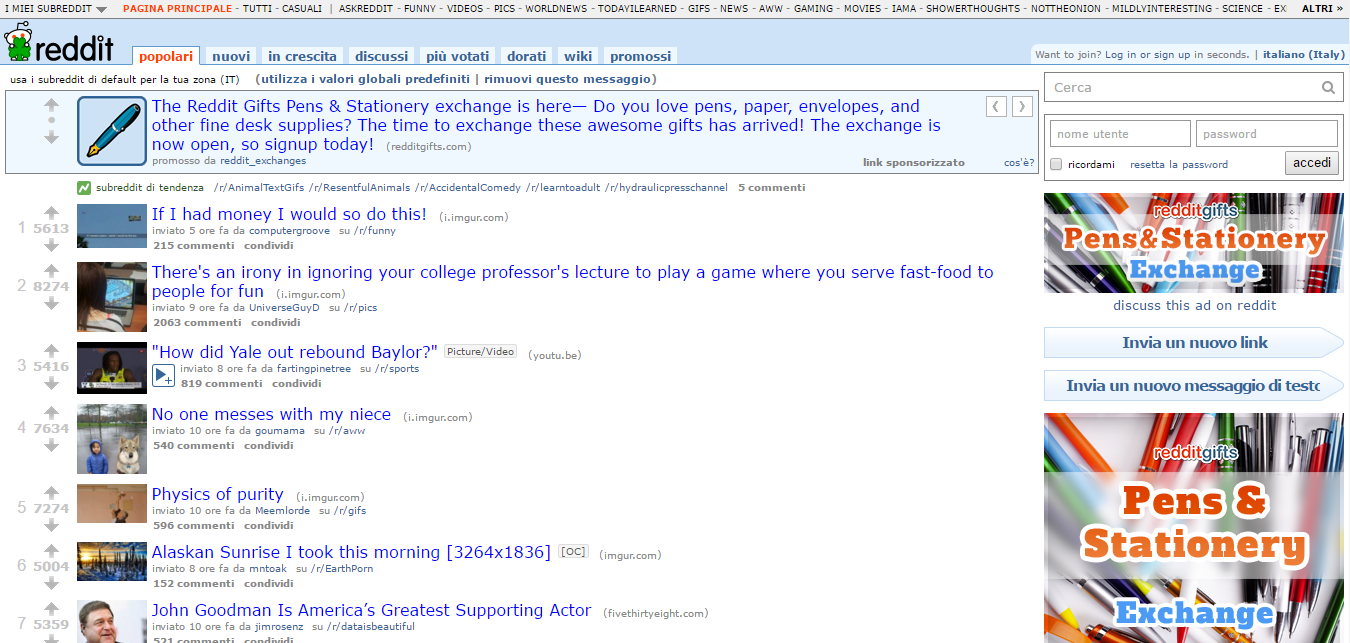 I MIEI SUBREDDIT PAGINA PRINCIPALE - TUTTI - CASUALI | ASKREDDIT - FUNNY - VIDEOS - PICS - WORLDNEWS - TODAYILEARNED - GIFS - NEWS - AWW - GAMING - MOVIES - IAMA - SHOWERTHOUGHTS - NOTTHEONION - MILDLYINTERESTING - SCIENCE - EX ALTRI »
reddit popolari nuovi in crescita discussi più votati dorati wiki promossi
Want to join? Log in or sign up in seconds. | italiano (Italy)
usa i subreddit di default per la tua zona (IT) (utilizza i valori globali predefiniti | rimuovi questo messaggio)
The Reddit Gifts Pens & Stationery exchange is here— Do you love pens, paper, envelopes, and
other fine desk supplies? The time to exchange these awesome gifts has arrived! The exchange is
now open, so signup today! (redditgifts.com)
promosso da reddit_exchanges
link sponsorizzato cos'è?
subreddit di tendenza /r/AnimalTextGifs /r/ResentfulAnimals /r/AccidentalComedy /r/learntoadult /r/hydraulicpresschannel 5 commenti
1 5613
If I had money I would so do this! (i.imgur.com)
inviato 5 ore fa da computergroove su /r/funny
215 commenti condividi
2 8274
There's an irony in ignoring your college professor's lecture to play a game where you serve fast-food to
people for fun (i.imgur.com)
inviato 9 ore fa da UniverseGuyD su /r/pics
2063 commenti condividi
3 5416
"How did Yale out rebound Baylor?" Picture/Video (youtu.be)
inviato 8 ore fa da fartingpinetree su /r/sports
819 commenti condividi
4 7634
No one messes with my niece (i.imgur.com)
inviato 10 ore fa da goumama su /r/aww
540 commenti condividi
5 7274
Physics of purity (i.imgur.com)
inviato 10 ore fa da Meemlorde su /r/gifs
596 commenti condividi
6 5004
Alaskan Sunrise I took this morning [3264x1836] [OC] (imgur.com)
inviato 8 ore fa da mntoak su /r/EarthPorn
152 commenti condividi
7 5359
John Goodman Is America's Greatest Supporting Actor (fivethirtyeight.com)
inviato 10 ore fa da jimrosenz su /r/dataisbeautiful
521 commenti condividi
Cerca
nome utente password
ricordami resetta la password accedi
redditgifts
Pens&Stationery
Exchange
discuss this ad on reddit
Invia un nuovo link
Invia un nuovo messaggio di testo
redditgifts
Pens &
Stationery
Exchange